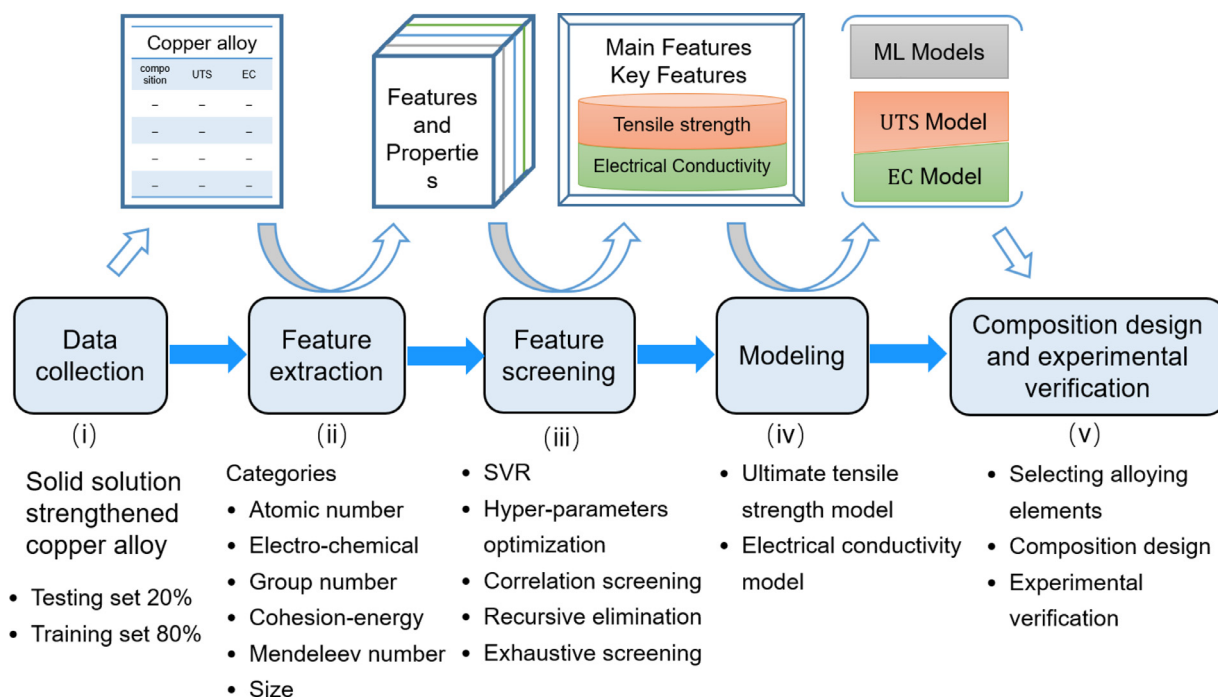 Copper alloy
compo
sition UTS EC
– – –
– – –
– – –
– – –
Features
and
Propertie
s
Main Features
Key Features
Tensile strength
Electrical Conductivity
ML Models
UTS Model
EC Model
Data
collection
Feature
extraction
Feature
screening
Modeling
Composition design
and experimental
verification
(i)
(ii)
(iii)
(iv)
(v)
Solid solution
strengthened
copper alloy
• Testing set 20%
• Training set 80%
Categories
• Atomic number
• Electro-chemical
• Group number
• Cohesion-energy
• Mendeleev number
• Size
• SVR
• Hyper-parameters
optimization
• Correlation screening
• Recursive elimination
• Exhaustive screening
• Ultimate tensile
strength model
• Electrical conductivity
model
• Selecting alloying
elements
• Composition design
• Experimental
verification